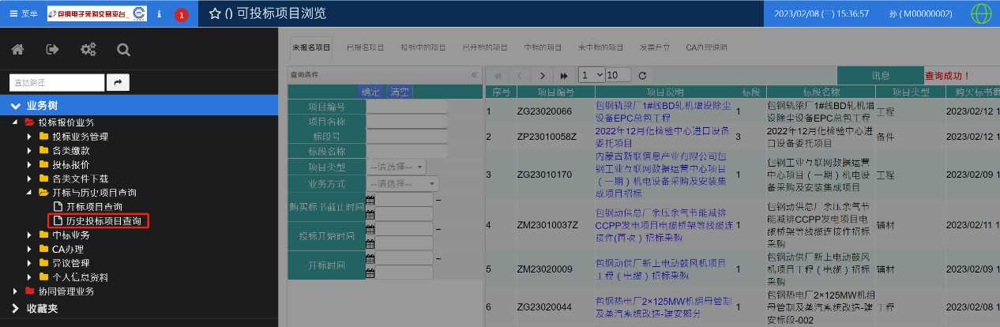 菜单
包钢电子采购交易平台
1
() 可投标项目浏览
2023/02/08 (三) 15:36:57
孙 ( M00000002)
直达路径
业务树
投标报价业务
投标业务管理
各类缴款
投标报价
各类文件下载
开标与历史项目查询
开标项目查询
历史投标项目查询
中标业务
CA办理
异议管理
个人信息资料
协同管理业务
收藏夹
未报名项目 已报名项目 投标中的项目 已开标的项目 中标的项目 未中标的项目 发票开立 CA办理说明
查询条件 «
确定 清空
项目编号
项目名称
标段号
标段名称
项目类型 --请选择--
业务方式 --请选择--
购买标书截止时间 ~
投标开始时间 ~
开标时间 ~
1 10 讯息 查询成功！
序号 项目编号 项目说明 标段 标段名称 项目类型 购买标书截
1 ZG23020066 包钢轨梁厂1#线BD轧机增设除尘设备EPC总包工程 1 包钢轨梁厂1#线BD轧机增设除尘设备EPC总包工程 工程 2023/02/12 1
2 ZP23010058Z 2022年12月化检验中心进口设备委托项目 3 2022年12月化检验中心进口设备委托项目 备件 2023/02/12 1
3 ZG23010170 内蒙古新联信息产业有限公司包钢工业互联网数据运营中心项目（一期）机电设备采购及安装集成项目招标 1 包钢工业互联网数据运营中心项目（一期）机电设备采购及安装集成项目 工程 2023/02/09 1
4 ZM23010037Z 包钢动供总厂余压余气节能减排CCPP发电项目电缆桥架等线缆连接件(再次）招标采购 1 包钢动供总厂余压余气节能减排CCPP发电项目电缆桥架等线缆连接件招标采购 辅材 2023/02/11 1
5 ZM23020009 包钢动供厂新上电动鼓风机项目工程（电缆）招标采购 1 包钢动供厂新上电动鼓风机项目工程（电缆）招标采购 辅材 2023/02/09 1
6 ZG23020044 包钢热电厂2×125MW机组母管制及蒸汽系统改造-建安部分 1 包钢热电厂2×125MW机组母管制及蒸汽系统改造-建安标段-002 工程 2023/02/08 1